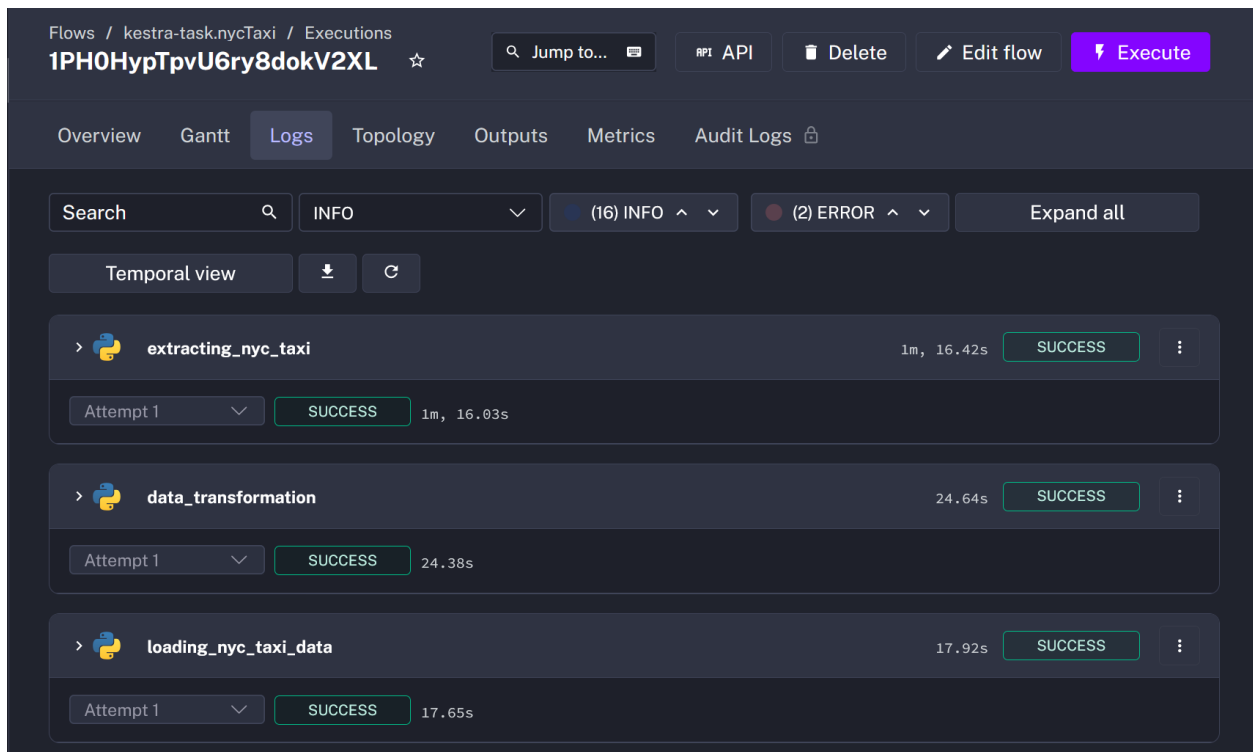 Flows / kestra-task.nycTaxi / Executions
1PH0HypTpvU6ry8dokV2XL
Jump to...
API API
Delete
Edit flow
Execute
Overview Gantt Logs Topology Outputs Metrics Audit Logs
Search
INFO
(16) INFO
(2) ERROR
Expand all
Temporal view
extracting_nyc_taxi 1m, 16.42s SUCCESS
Attempt 1 SUCCESS 1m, 16.03s
data_transformation 24.64s SUCCESS
Attempt 1 SUCCESS 24.38s
loading_nyc_taxi_data 17.92s SUCCESS
Attempt 1 SUCCESS 17.65s